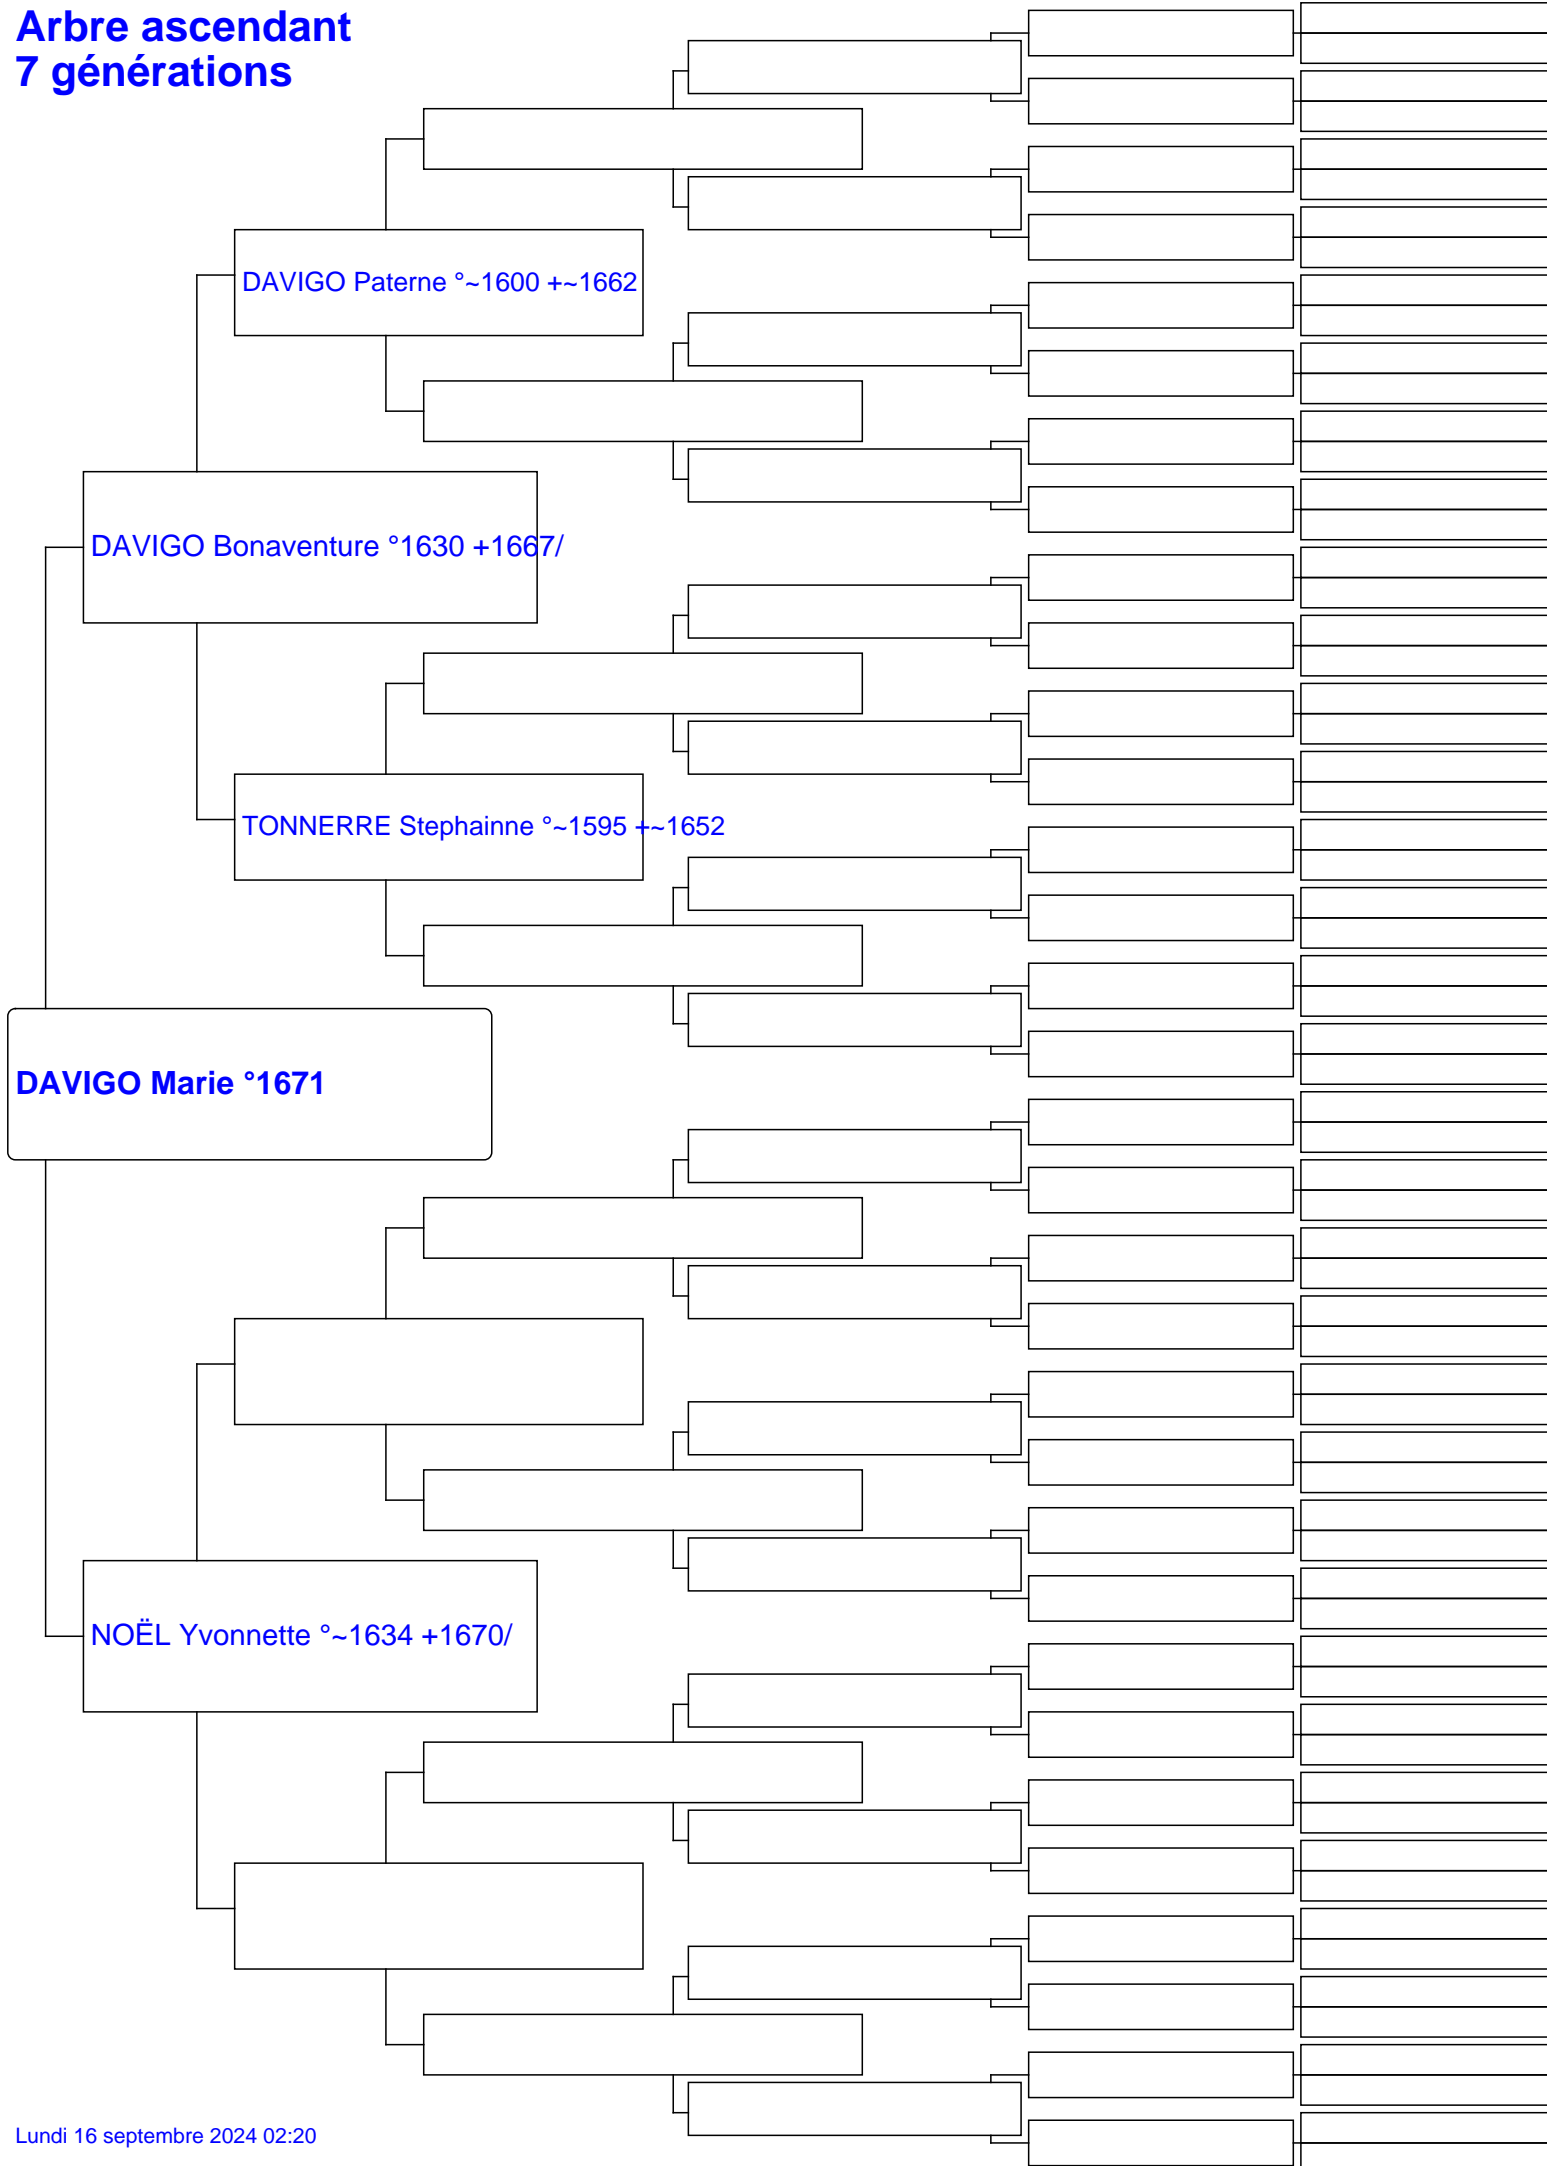 Arbre ascendant
7 générations
DAVIGO Paterne °~1600 +~1662
DAVIGO Bonaventure °1630 +1667/
TONNERRE Stephainne °~1595 +~1652
DAVIGO Marie °1671
NOËL Yvonnette °~1634 +1670/
Lundi 16 septembre 2024 02:20